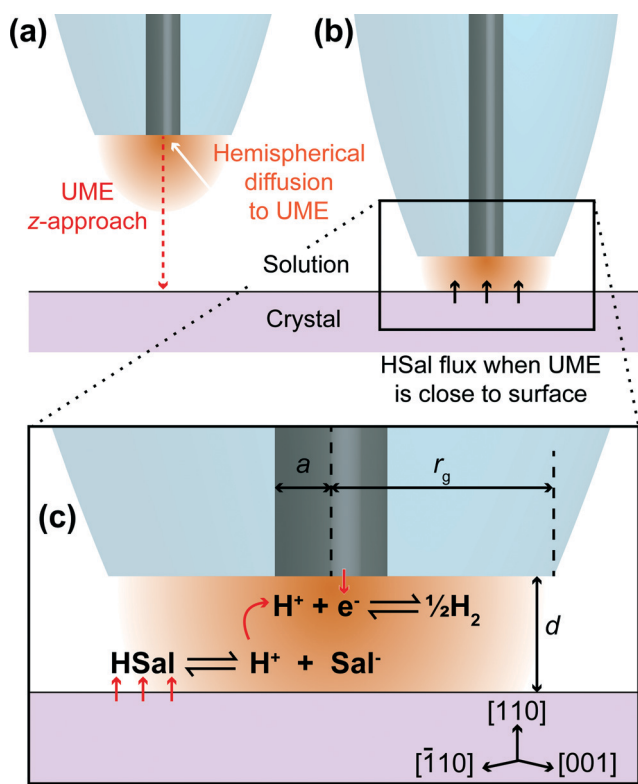 (a)
(b)
Hemispherical
diffusion
to UME
UME
z-approach
Solution
Crystal
HSal flux when UME
is close to surface
(c)
a
r_g
H⁺ + e⁻ ⇌ ½H₂
d
HSal ⇌ H⁺ + Sal⁻
[110]
[1̄10]
[001]